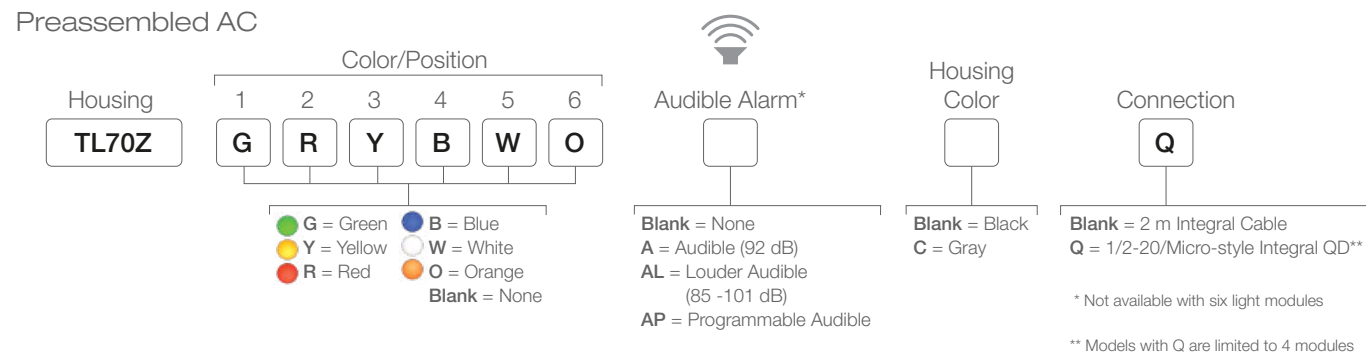 Preassembled AC
Color/Position
Housing
1 2 3 4 5 6
Audible Alarm*
Housing
Color
Connection
TL70Z
G R Y B W O
Q
G = Green
Y = Yellow
R = Red
B = Blue
W = White
O = Orange
Blank = None
Blank = None
A = Audible (92 dB)
AL = Louder Audible
(85 -101 dB)
AP = Programmable Audible
Blank = Black
C = Gray
Blank = 2 m Integral Cable
Q = 1/2-20/Micro-style Integral QD**
* Not available with six light modules
** Models with Q are limited to 4 modules